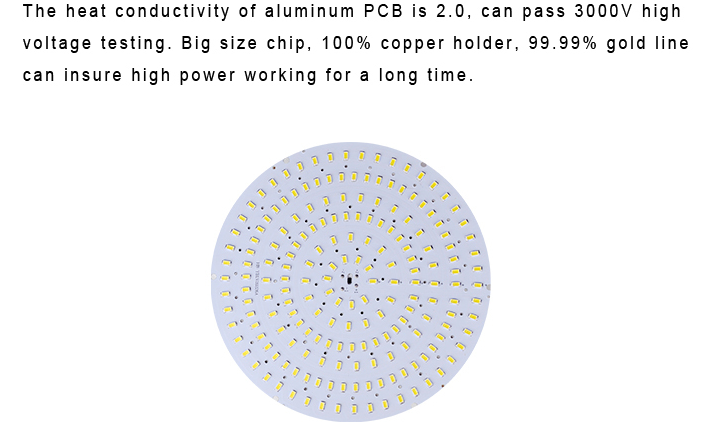 The heat conductivity of aluminum PCB is 2.0, can pass 3000V high
voltage testing. Big size chip, 100% copper holder, 99.99% gold line
can insure high power working for a long time.